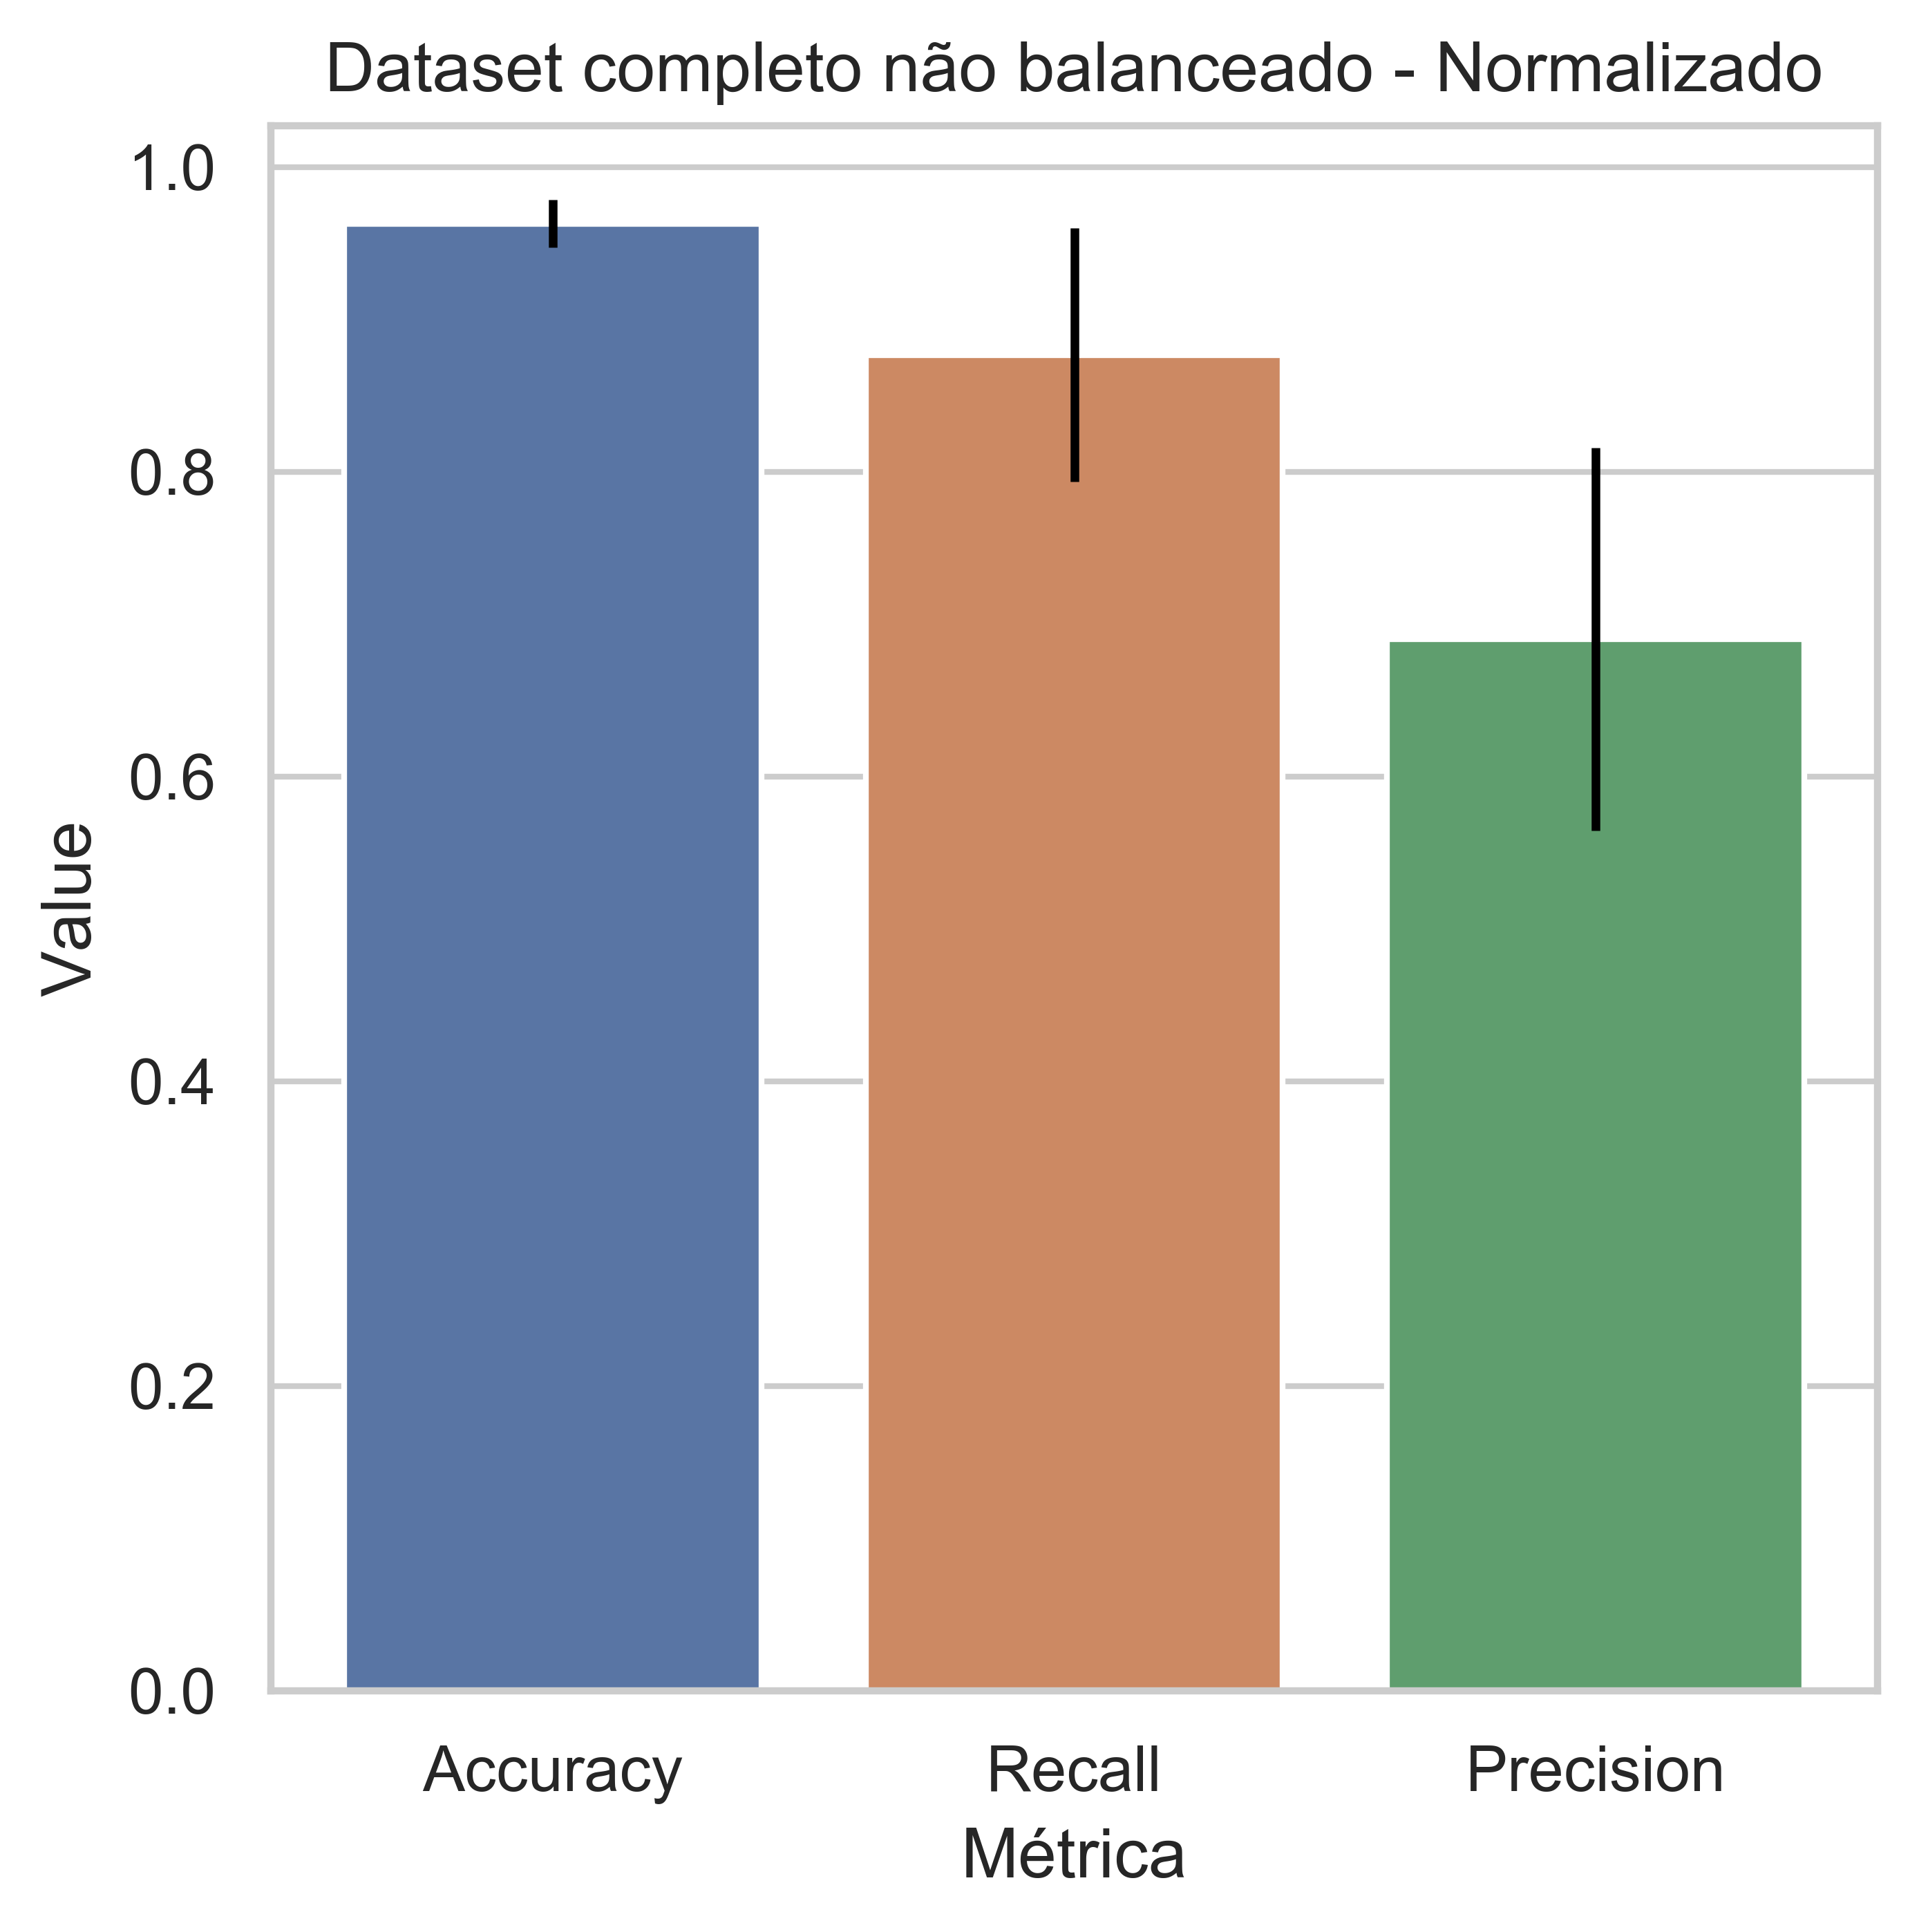 Dataset completo não balanceado - Normalizado
1.0
0.8
0.6
0.4
0.2
0.0
Value
Accuracy Recall Precision
Métrica